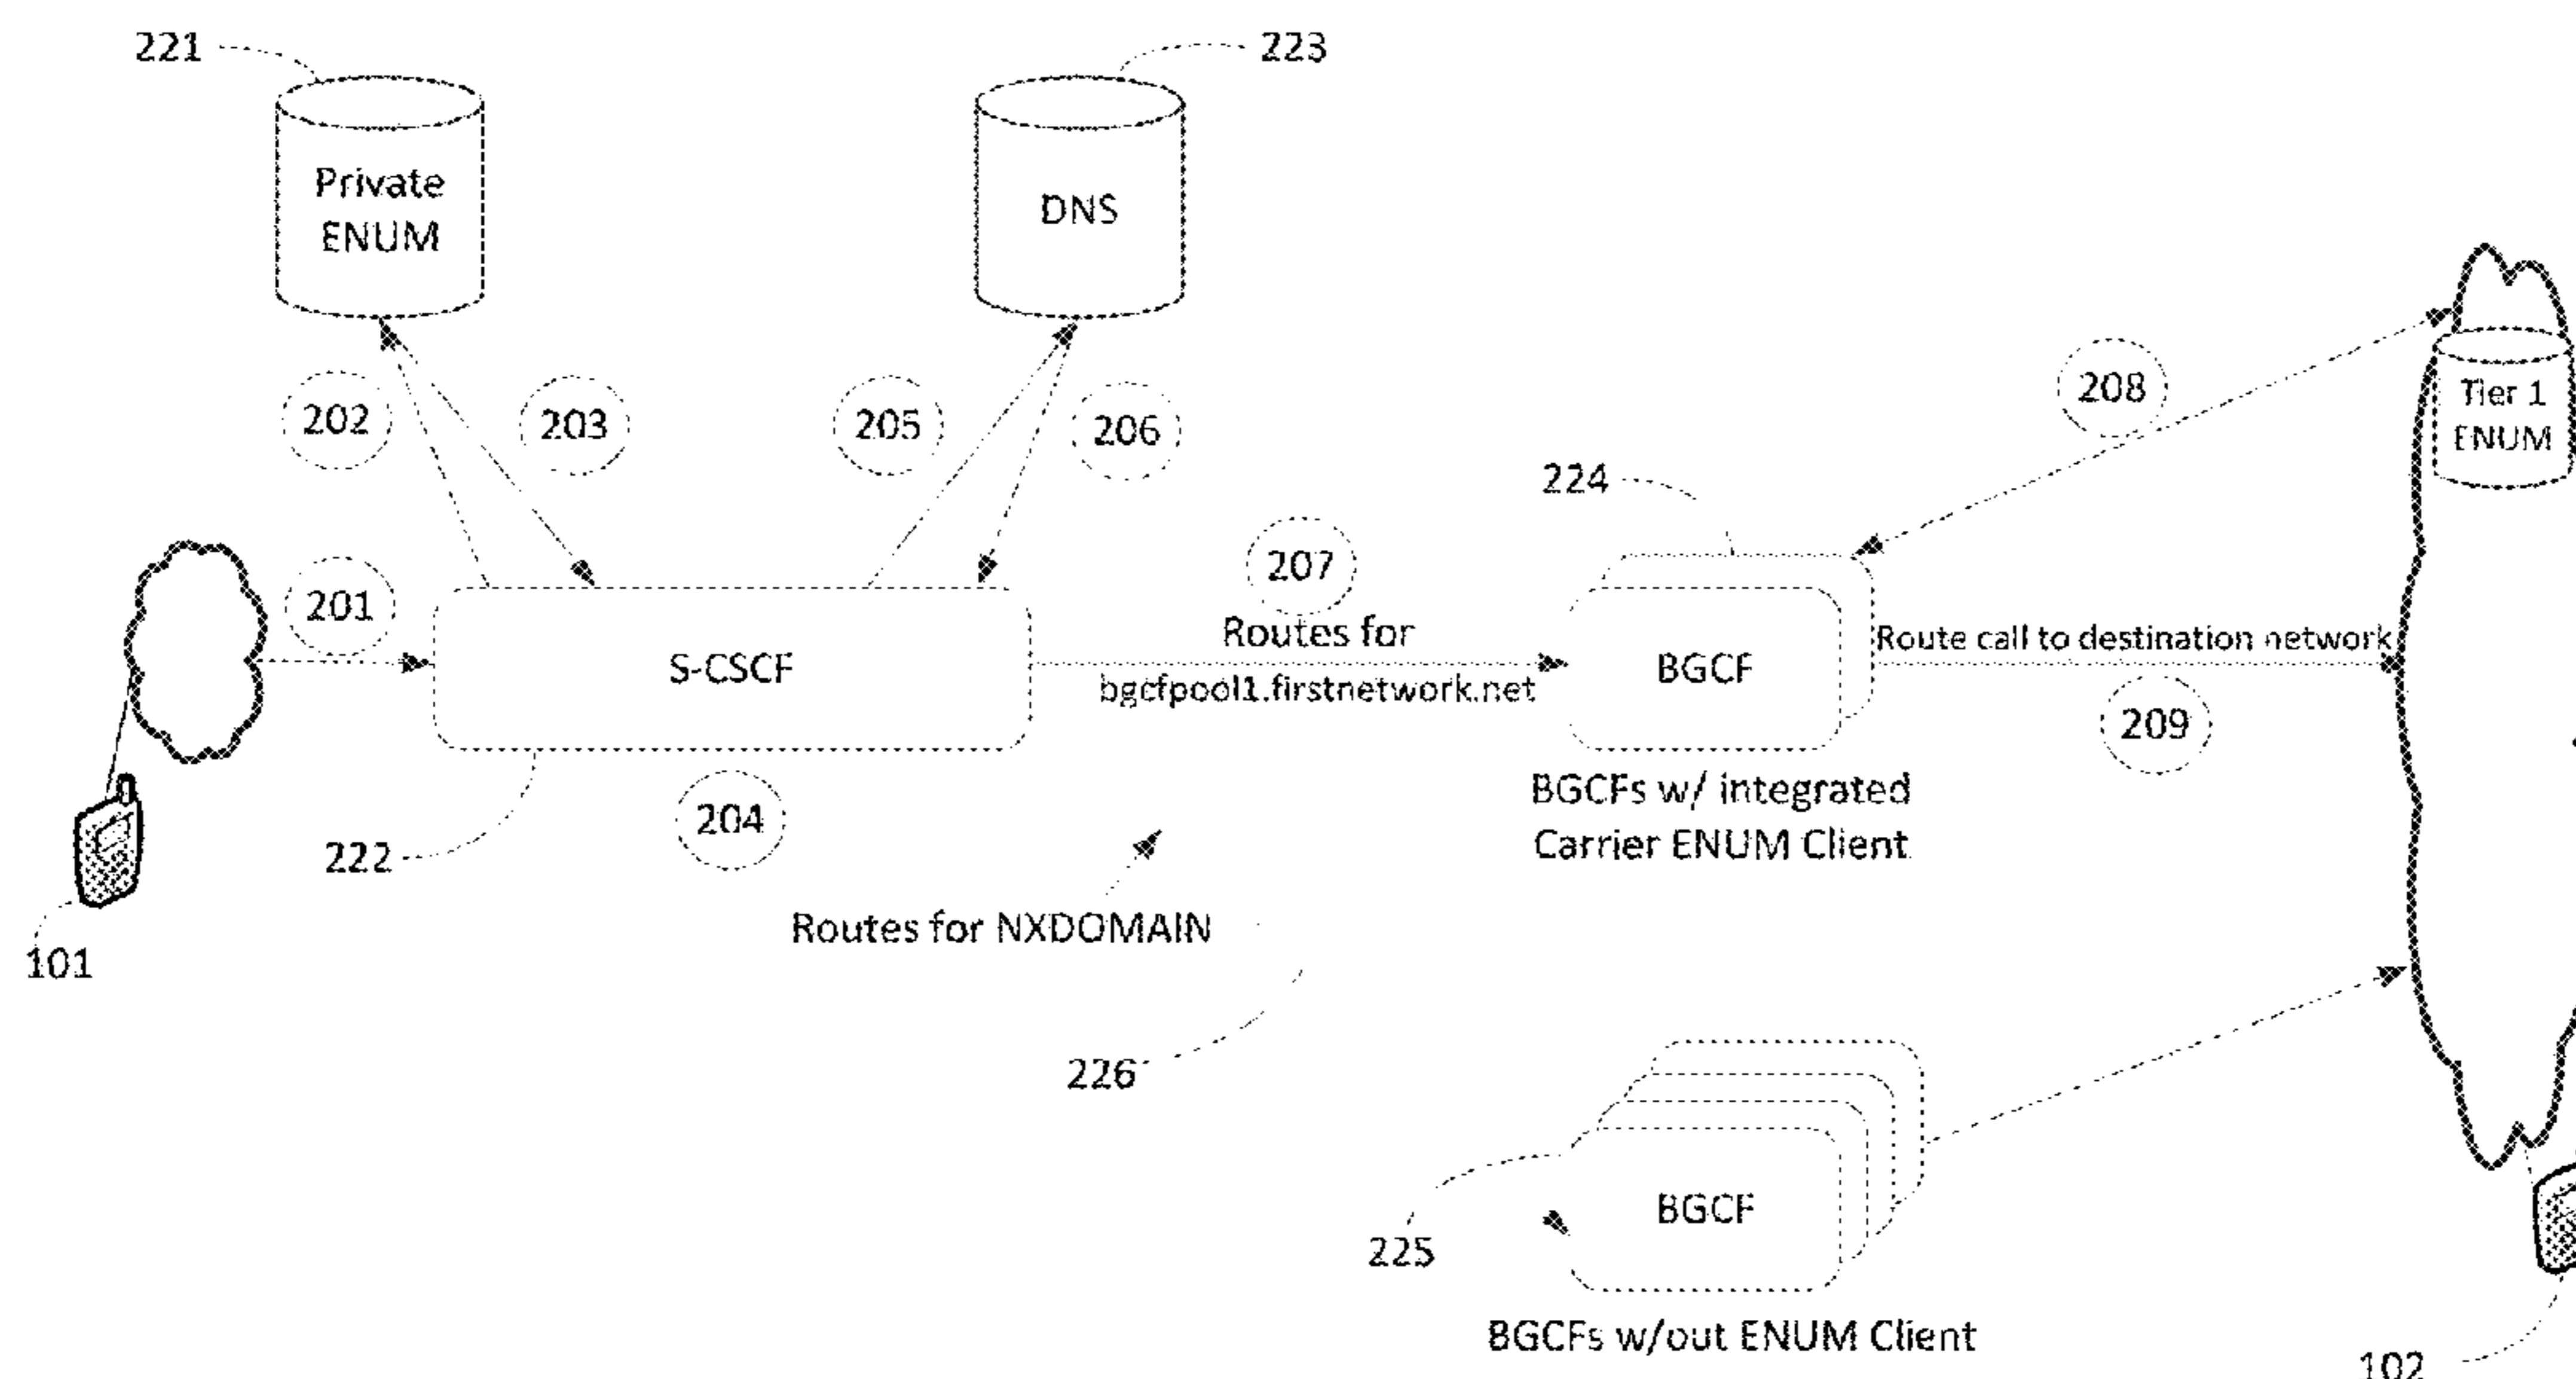 221
223
Private
ENUM
DNS
202
203
205
206
208
Tier 1
ENUM
224
201
207
Routes for
bgcfpool1.firstnetwork.net
S-CSCF
BGCF
Route call to destination network
209
BGCFs w/ integrated
Carrier ENUM Client
222
204
Routes for NXDOMAIN
101
226
225
BGCF
BGCFs w/out ENUM Client
102